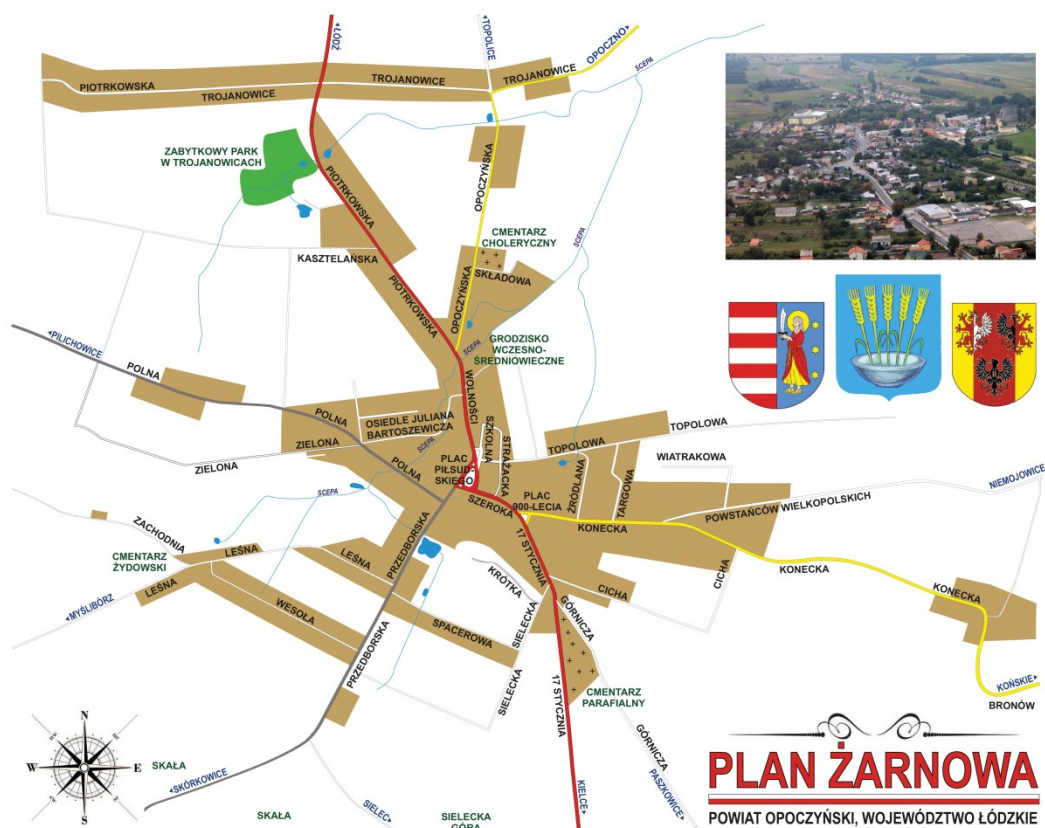 ◄ŁÓDŹ
◄TOPOLICE
OPOCZNO►
SCEPA
PIOTRKOWSKA
TROJANOWICE
TROJANOWICE
TROJANOWICE
SCEPA
ZABYTKOWY PARK
W TROJANOWICACH
PIOTRKOWSKA
OPOCZYŃSKA
CMENTARZ
CHOLERYCZNY
SCEPA
KASZTELAŃSKA
SKŁADOWA
PIOTRKOWSKA
OPOCZYŃSKA
GRODZISKO
WCZESNO-
ŚREDNIOWIECZNE
SCEPA
◄PILICHOWICE
POLNA
WOLNOŚCI
POLNA
OSIEDLE JULIANA
BARTOSZEWICZA
SZKOLNA
STRAŻACKA
TOPOLOWA
TOPOLOWA
ZIELONA
ZIELONA
SCEPA
POLNA
PLAC
PIŁSUD-
SKIEGO
WIATRAKOWA
ŹRÓDLANA
TARGOWA
NIEMOJOWICE
SCEPA
SZEROKA
PLAC
900-LECIA
POWSTAŃCÓW WIELKOPOLSKICH
KONECKA
ZACHODNIA
PRZEDBORSKA
17 STYCZNIA
CMENTARZ
ŻYDOWSKI
LEŚNA
LEŚNA
KRÓTKA
CICHA
CICHA
KONECKA
KONECKA
LEŚNA
◄MYŚLIBÓRZ
WESOŁA
SPACEROWA
SIELECKA
GÓRNICZA
PRZEDBORSKA
SIELECKA
17 STYCZNIA
CMENTARZ
PARAFIALNY
KOŃSKIE►
BRONÓW
GÓRNICZA
N
W
E
S
SKAŁA
◄SKÓRKOWICE
SKAŁA
SIELEC►
SIELECKA
GÓRA
KIELCE►
PASZKOWICE►
PLAN ŻARNOWA
POWIAT OPOCZYŃSKI, WOJEWÓDZTWO ŁÓDZKIE